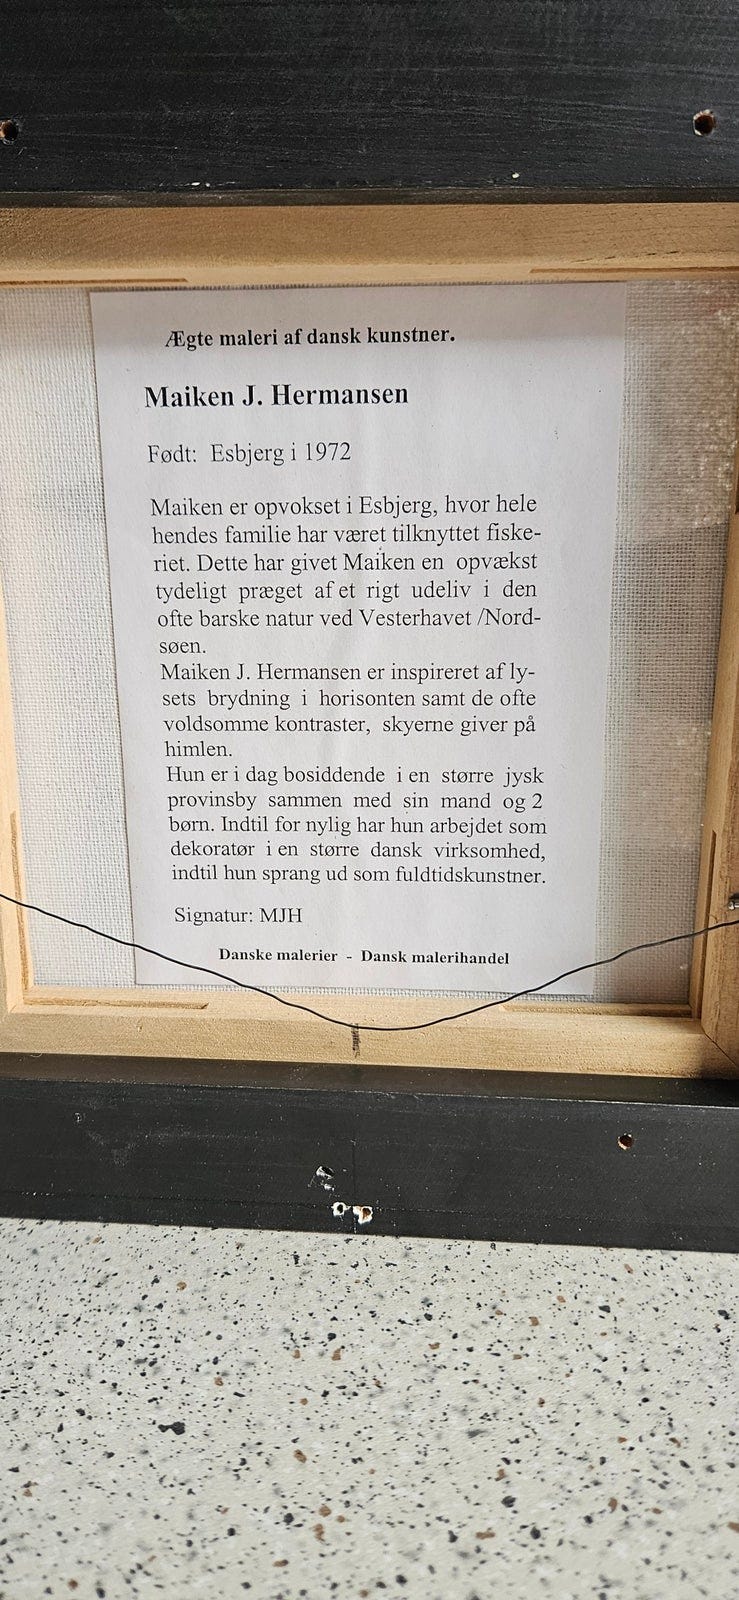 Ægte maleri af dansk kunstner.
Maiken J. Hermansen
Født: Esbjerg i 1972
Maiken er opvokset i Esbjerg, hvor hele
hendes familie har været tilknyttet fiske-
riet. Dette har givet Maiken en opvækst
tydeligt præget af et rigt udeliv i den
ofte barske natur ved Vesterhavet /Nord-
søen.
Maiken J. Hermansen er inspireret af ly-
sets brydning i horisonten samt de ofte
voldsomme kontraster, skyerne giver på
himlen.
Hun er i dag bosiddende i en større jysk
provinsby sammen med sin mand og 2
børn. Indtil for nylig har hun arbejdet som
dekoratør i en større dansk virksomhed,
indtil hun sprang ud som fuldtidskunstner.
Signatur: MJH
Danske malerier - Dansk malerihandel